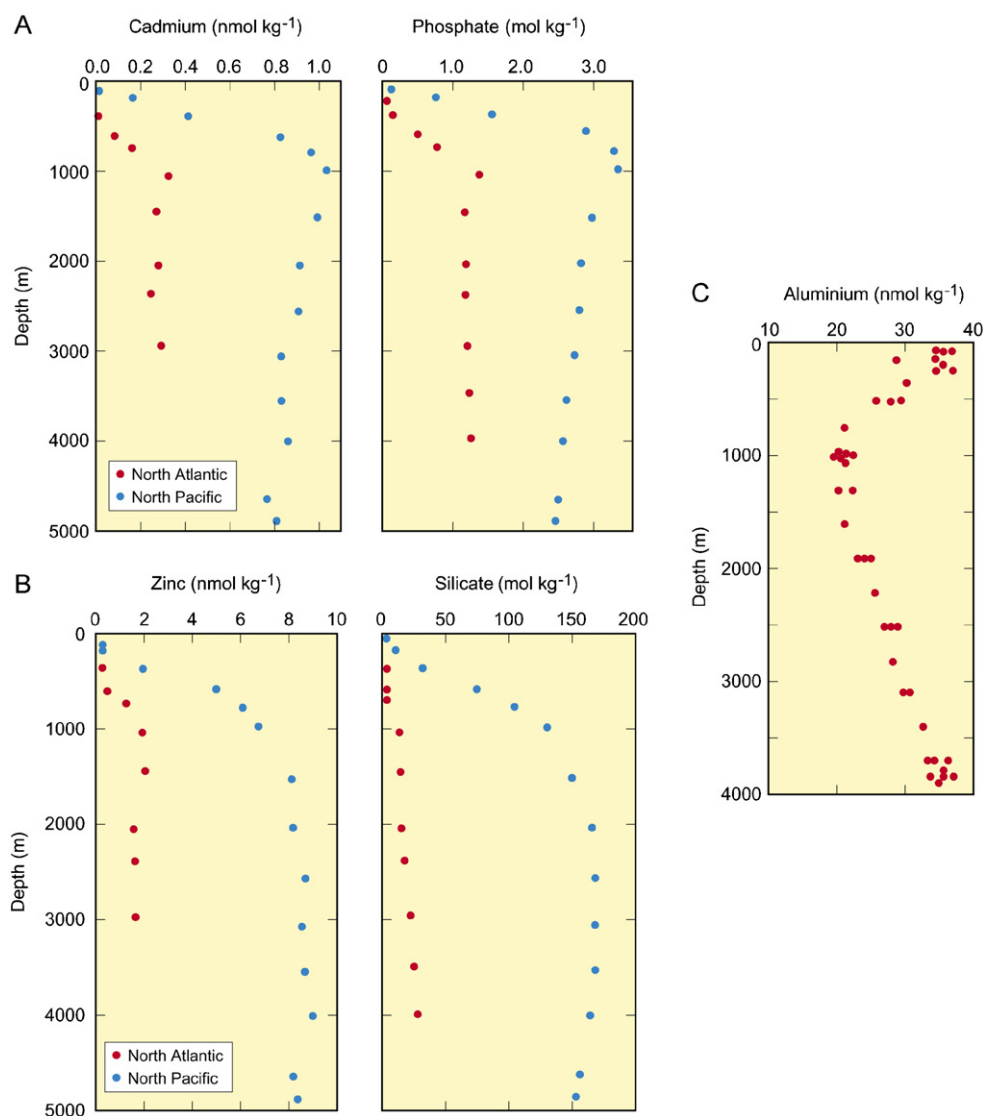 A
Cadmium (nmol kg-1)
0.0 0.2 0.4 0.6 0.8 1.0
Phosphate (mol kg-1)
0 1.0 2.0 3.0
0
1000
2000
3000
4000
5000
Depth (m)
North Atlantic
North Pacific
B
Zinc (nmol kg-1)
0 2 4 6 8 10
Silicate (mol kg-1)
0 50 100 150 200
0
1000
2000
3000
4000
5000
Depth (m)
North Atlantic
North Pacific
C
Aluminium (nmol kg-1)
10 20 30 40
0
1000
2000
3000
4000
Depth (m)